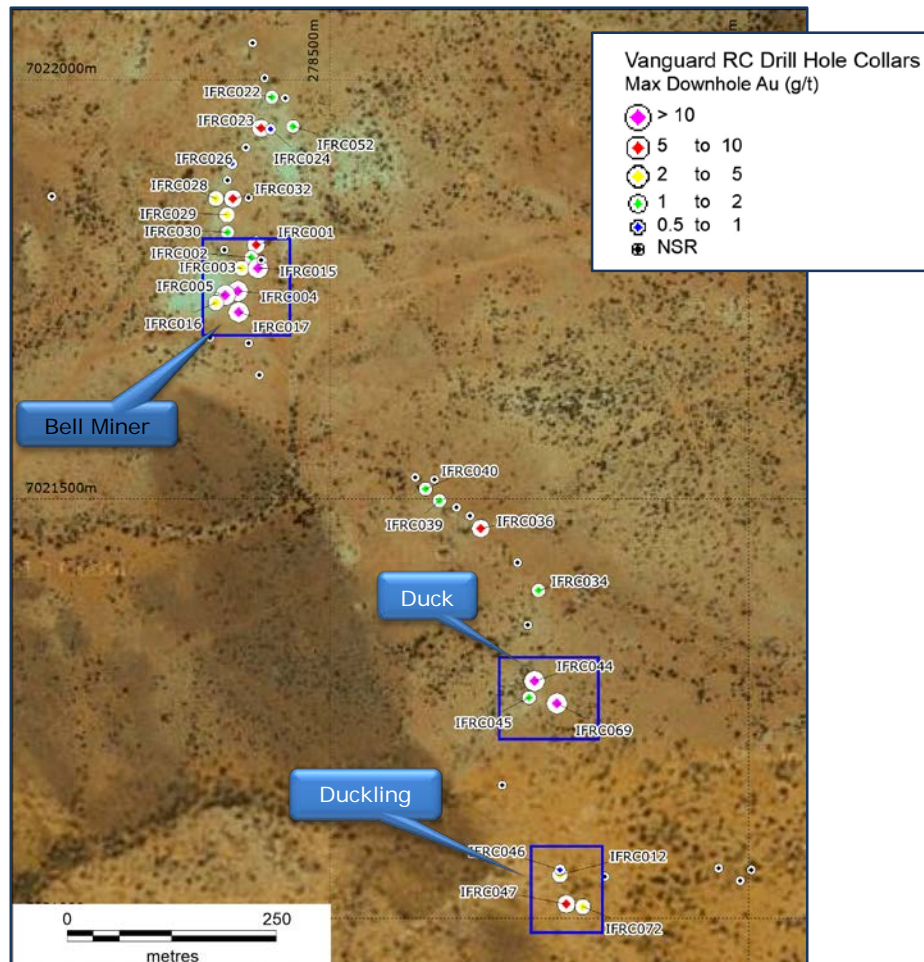 Vanguard RC Drill Hole Collars
Max Downhole Au (g/t)
> 10
5 to 10
2 to 5
1 to 2
0.5 to 1
NSR
278500m
7022000m
IFRC022
IFRC023
IFRC052
IFRC024
IFRC026
IFRC028
IFRC032
IFRC029
IFRC030
IFRC001
IFRC002
IFRC003
IFRC015
IFRC005
IFRC004
IFRC016
IFRC017
Bell Miner
7021500m
IFRC040
IFRC039
IFRC036
IFRC034
Duck
IFRC044
IFRC045
IFRC069
Duckling
IFRC046
IFRC012
IFRC047
IFRC072
0 250
metres